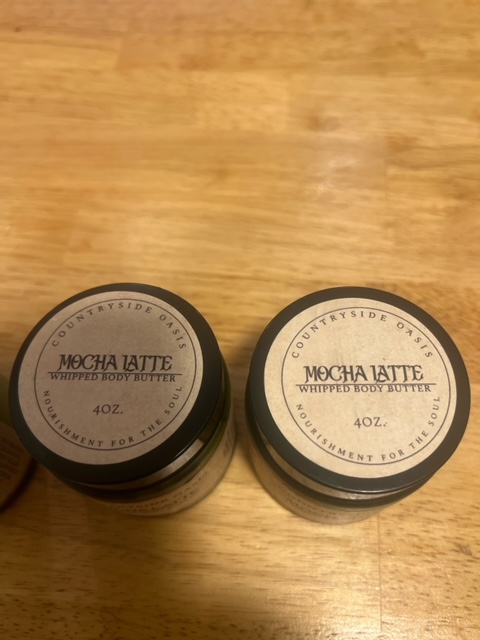 COUNTRYSIDE OASIS
MOCHA LATTE
WHIPPED BODY BUTTER
4OZ.
NOURISHMENT FOR THE SOUL
COUNTRYSIDE OASIS
MOCHA LATTE
WHIPPED BODY BUTTER
4OZ.
NOURISHMENT FOR THE SOUL